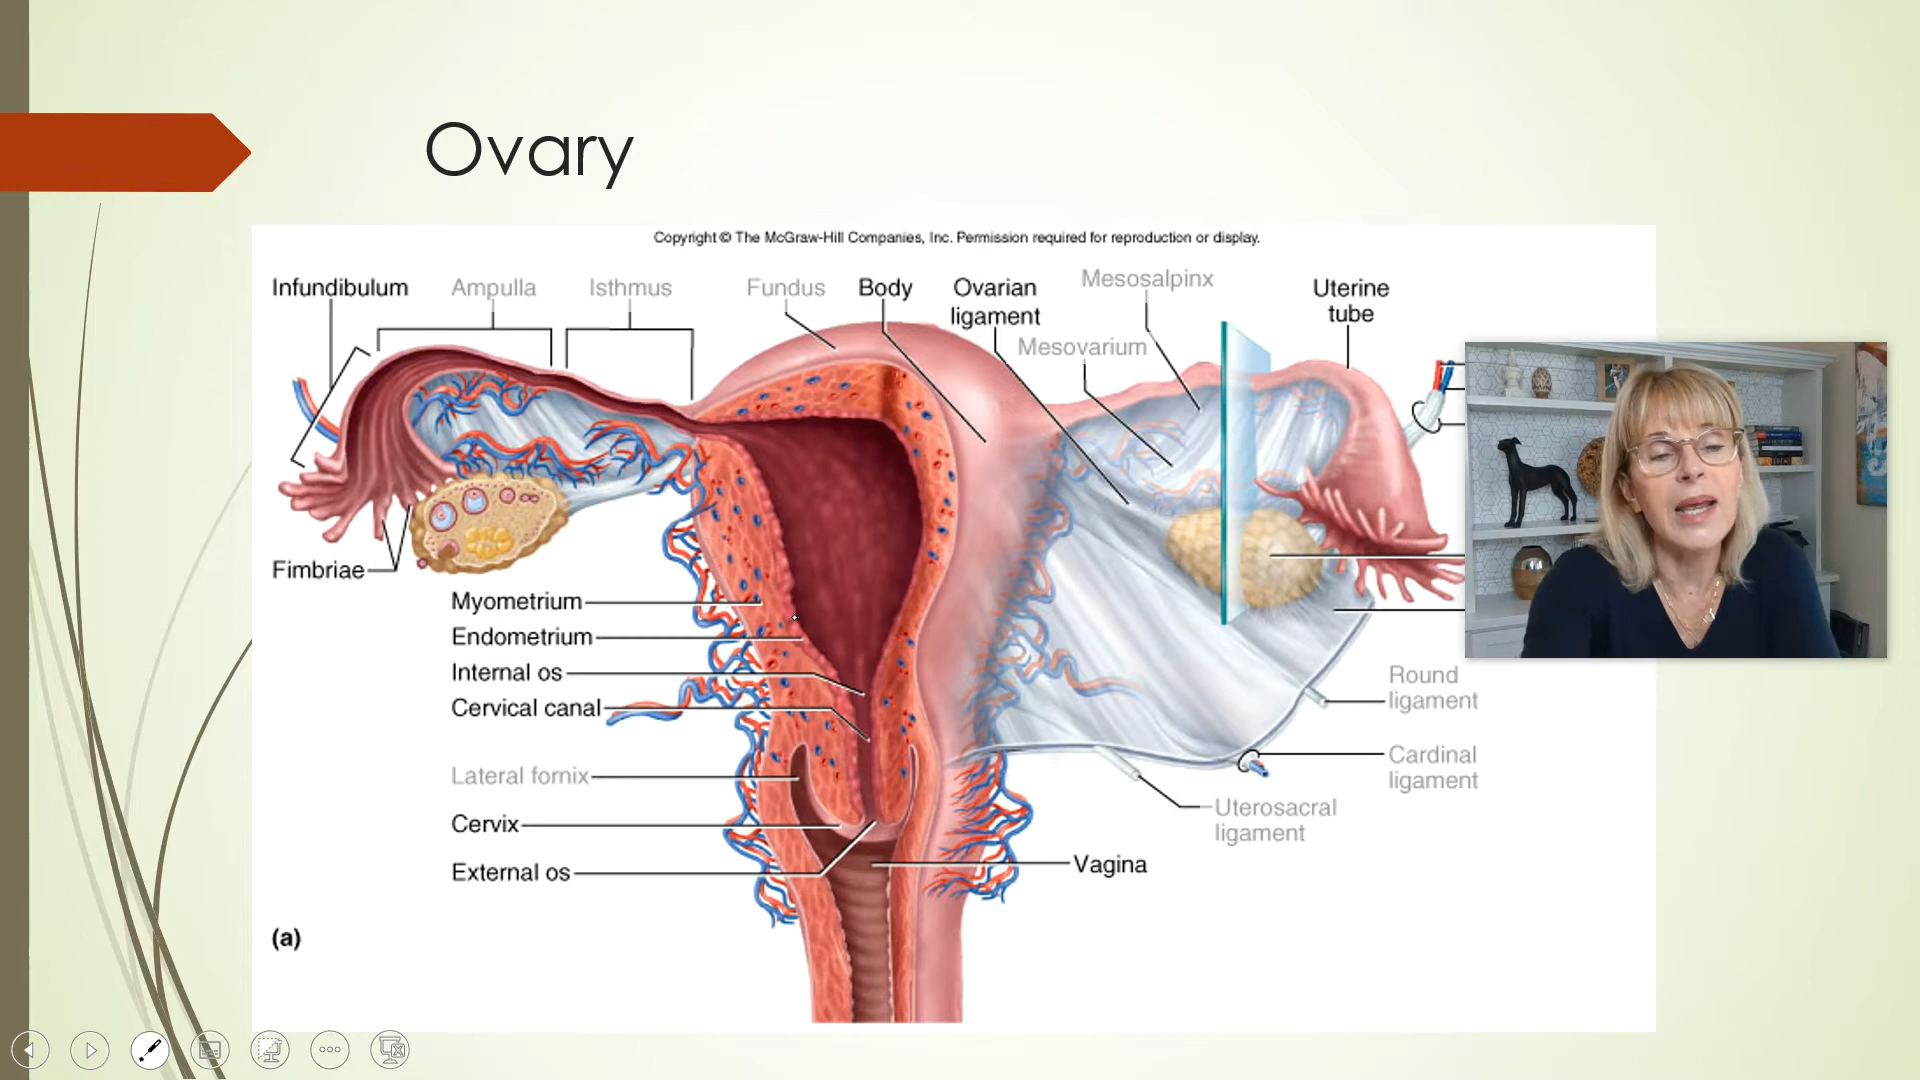 Ovary
Copyright © The McGraw-Hill Companies, Inc. Permission required for reproduction or display.
Infundibulum
Ampulla
Isthmus
Fundus
Body
Ovarian
ligament
Mesosalpinx
Mesovarium
Uterine
tube
Fimbriae
Myometrium
Endometrium
Internal os
Cervical canal
Lateral fornix
Cervix
External os
Vagina
Round
ligament
Cardinal
ligament
Uterosacral
ligament
(a)